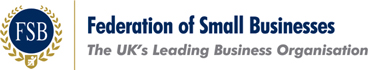 FSB
Federation of Small Businesses
The UK's Leading Business Organisation